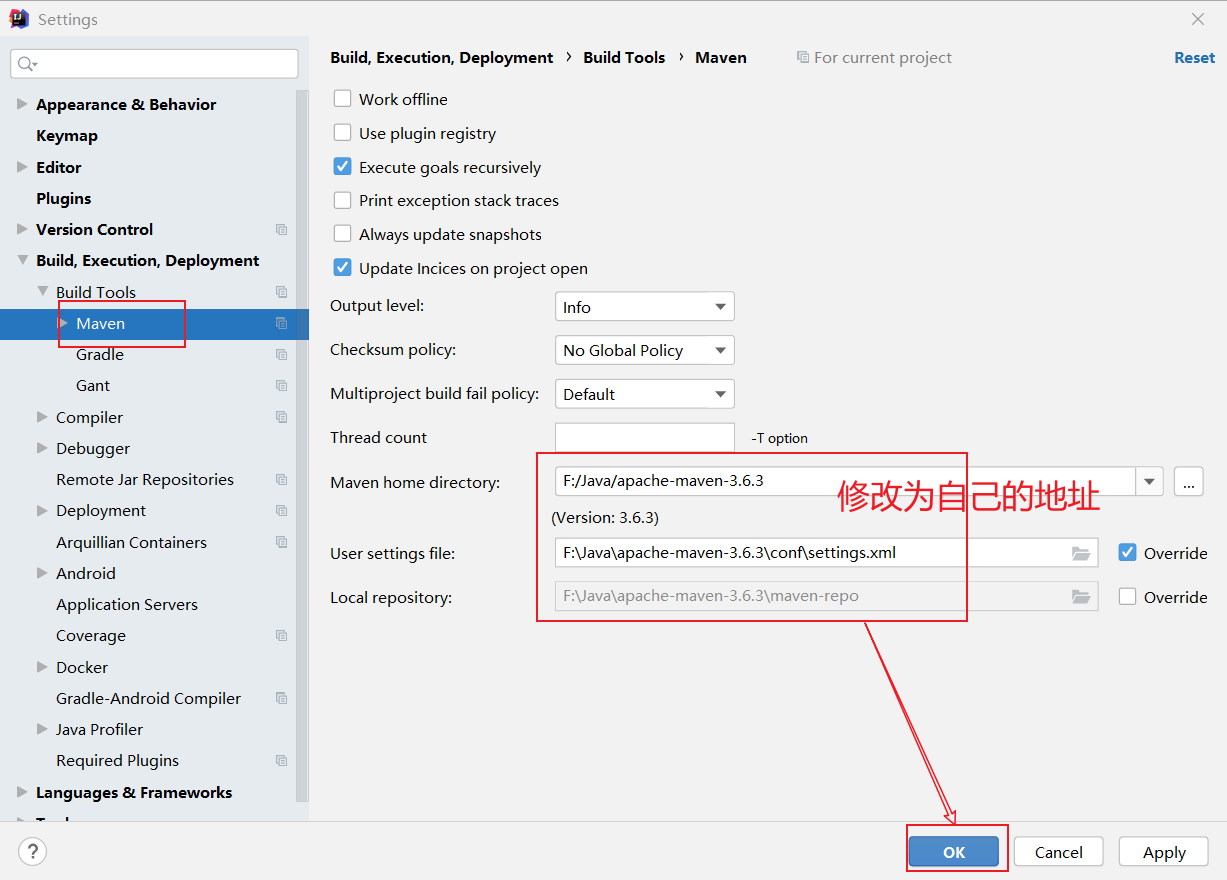 Settings
Build, Execution, Deployment › Build Tools › Maven For current project Reset
Appearance & Behavior
Keymap
Editor
Plugins
Version Control
Build, Execution, Deployment
Build Tools
Maven
Gradle
Gant
Compiler
Debugger
Remote Jar Repositories
Deployment
Arquillian Containers
Android
Application Servers
Coverage
Docker
Gradle-Android Compiler
Java Profiler
Required Plugins
Languages & Frameworks
Work offline
Use plugin registry
Execute goals recursively
Print exception stack traces
Always update snapshots
Update Incices on project open
Output level: Info
Checksum policy: No Global Policy
Multiproject build fail policy: Default
Thread count -T option
Maven home directory: F:/Java/apache-maven-3.6.3 ...
修改为自己的地址
(Version: 3.6.3)
User settings file: F:\Java\apache-maven-3.6.3\conf\settings.xml Override
Local repository: F:\Java\apache-maven-3.6.3\maven-repo Override
? OK Cancel Apply